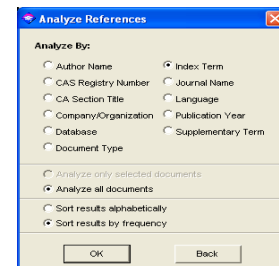 Analyze References
Analyze By:
Author Name
Index Term
CAS Registry Number
Journal Name
CA Section Title
Language
Company/Organization
Publication Year
Database
Supplementary Term
Document Type
Analyze only selected documents
Analyze all documents
Sort results alphabetically
Sort results by frequency
OK
Back